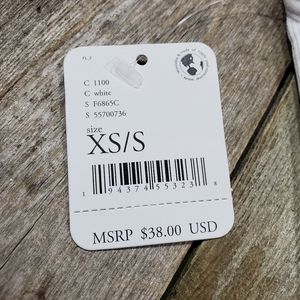 C 1100
C white
S F6865C
S 55700736
size
XS/S
1 94374 55323 8
MSRP $38.00 USD